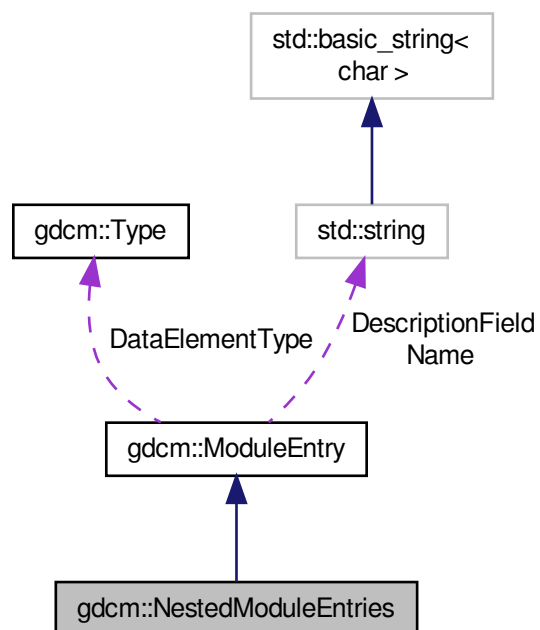 std::basic_string<
char >
gdcm::Type
std::string
DataElementType
DescriptionField
Name
gdcm::ModuleEntry
gdcm::NestedModuleEntries